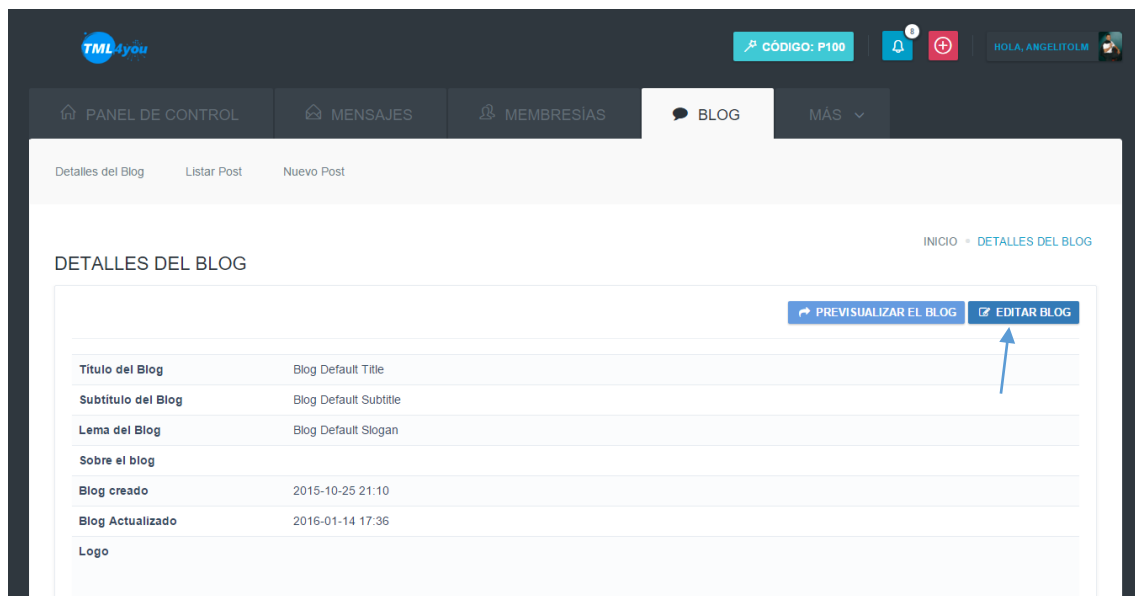 TML4you
CÓDIGO: P100
8
HOLA, ANGELITOLM
PANEL DE CONTROL
MENSAJES
MEMBRESÍAS
BLOG
MÁS
Detalles del Blog
Listar Post
Nuevo Post
INICIO
DETALLES DEL BLOG
DETALLES DEL BLOG
PREVISUALIZAR EL BLOG
EDITAR BLOG
Título del Blog Blog Default Title
Subtítulo del Blog Blog Default Subtitle
Lema del Blog Blog Default Slogan
Sobre el blog
Blog creado 2015-10-25 21:10
Blog Actualizado 2016-01-14 17:36
Logo